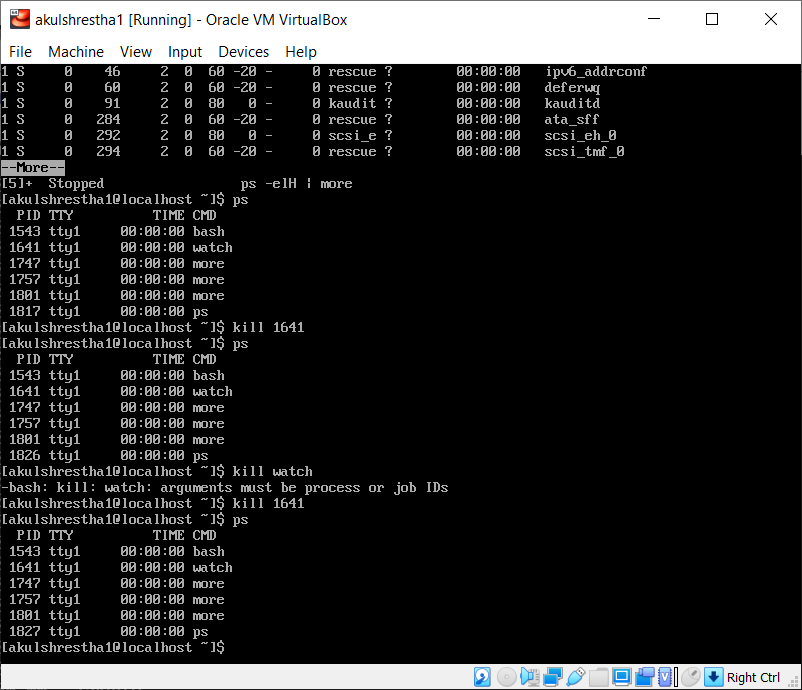 akulshrestha1 [Running] - Oracle VM VirtualBox
File Machine View Input Devices Help
1 S     0    46     2  0  60 -20 -     0 rescue ?        00:00:00   ipv6_addrconf
1 S     0    60     2  0  60 -20 -     0 rescue ?        00:00:00   deferwq
1 S     0    91     2  0  80   0 -     0 kaudit ?        00:00:00   kauditd
1 S     0   284     2  0  60 -20 -     0 rescue ?        00:00:00   ata_sff
1 S     0   292     2  0  80   0 -     0 scsi_e ?        00:00:00   scsi_eh_0
1 S     0   294     2  0  60 -20 -     0 rescue ?        00:00:00   scsi_tmf_0
--More--
[5]+  Stopped                 ps -elH | more
[akulshrestha1@localhost ~]$ ps
  PID TTY          TIME CMD
 1543 tty1     00:00:00 bash
 1641 tty1     00:00:00 watch
 1747 tty1     00:00:00 more
 1757 tty1     00:00:00 more
 1801 tty1     00:00:00 more
 1817 tty1     00:00:00 ps
[akulshrestha1@localhost ~]$ kill 1641
[akulshrestha1@localhost ~]$ ps
  PID TTY          TIME CMD
 1543 tty1     00:00:00 bash
 1641 tty1     00:00:00 watch
 1747 tty1     00:00:00 more
 1757 tty1     00:00:00 more
 1801 tty1     00:00:00 more
 1826 tty1     00:00:00 ps
[akulshrestha1@localhost ~]$ kill watch
-bash: kill: watch: arguments must be process or job IDs
[akulshrestha1@localhost ~]$ kill 1641
[akulshrestha1@localhost ~]$ ps
  PID TTY          TIME CMD
 1543 tty1     00:00:00 bash
 1641 tty1     00:00:00 watch
 1747 tty1     00:00:00 more
 1757 tty1     00:00:00 more
 1801 tty1     00:00:00 more
 1827 tty1     00:00:00 ps
[akulshrestha1@localhost ~]$
Right Ctrl